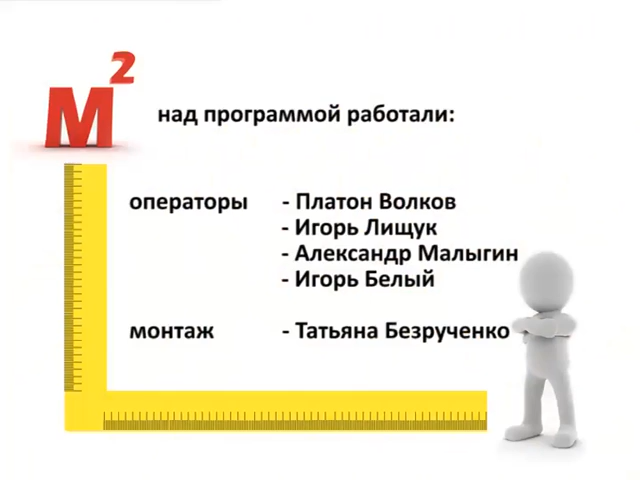 М²
над программой работали:
операторы - Платон Волков
- Игорь Лищук
- Александр Малыгин
- Игорь Белый
монтаж - Татьяна Безрученко